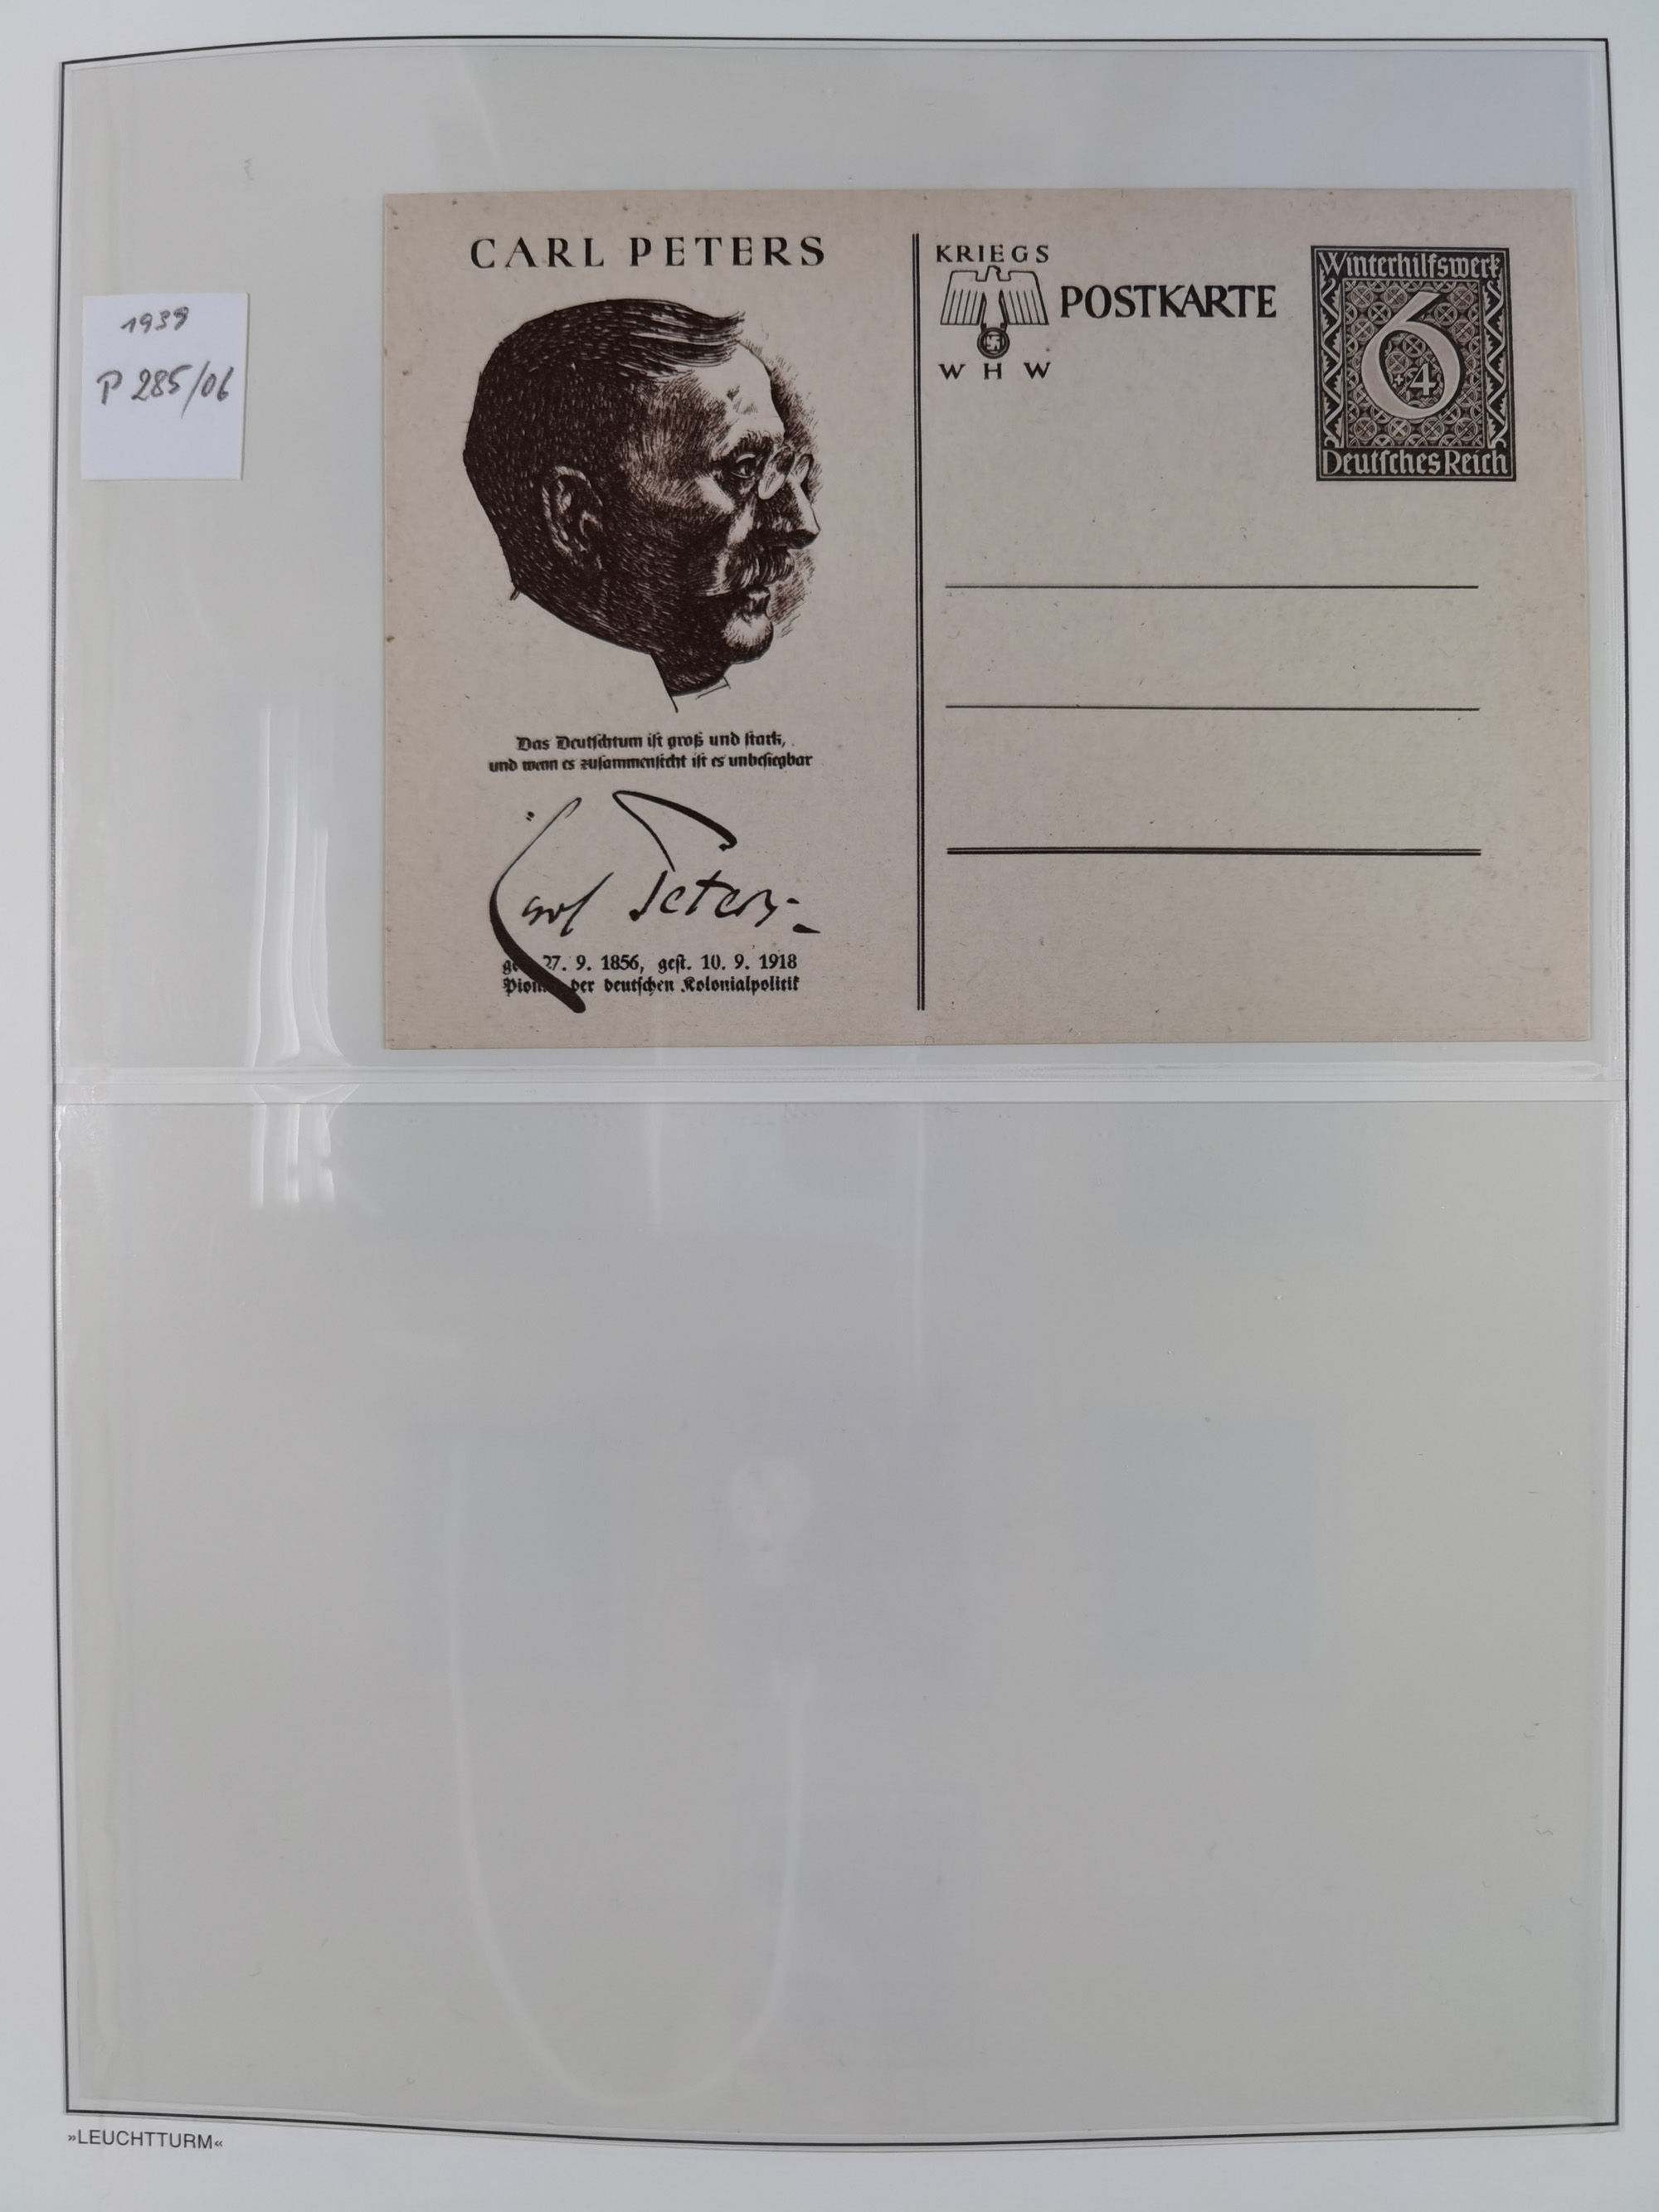 1939
P 285/06
CARL PETERS
Das Deutschtum ist groß und stark,
und wenn es zusammensteht ist es unbesiegbar
Carl Peters
27. 9. 1856, gest. 10. 9. 1918
der deutschen Kolonialpolitik
KRIEGS
POSTKARTE
W H W
Winterhilfswerk
6
+4
Deutsches Reich
»LEUCHTTURM«